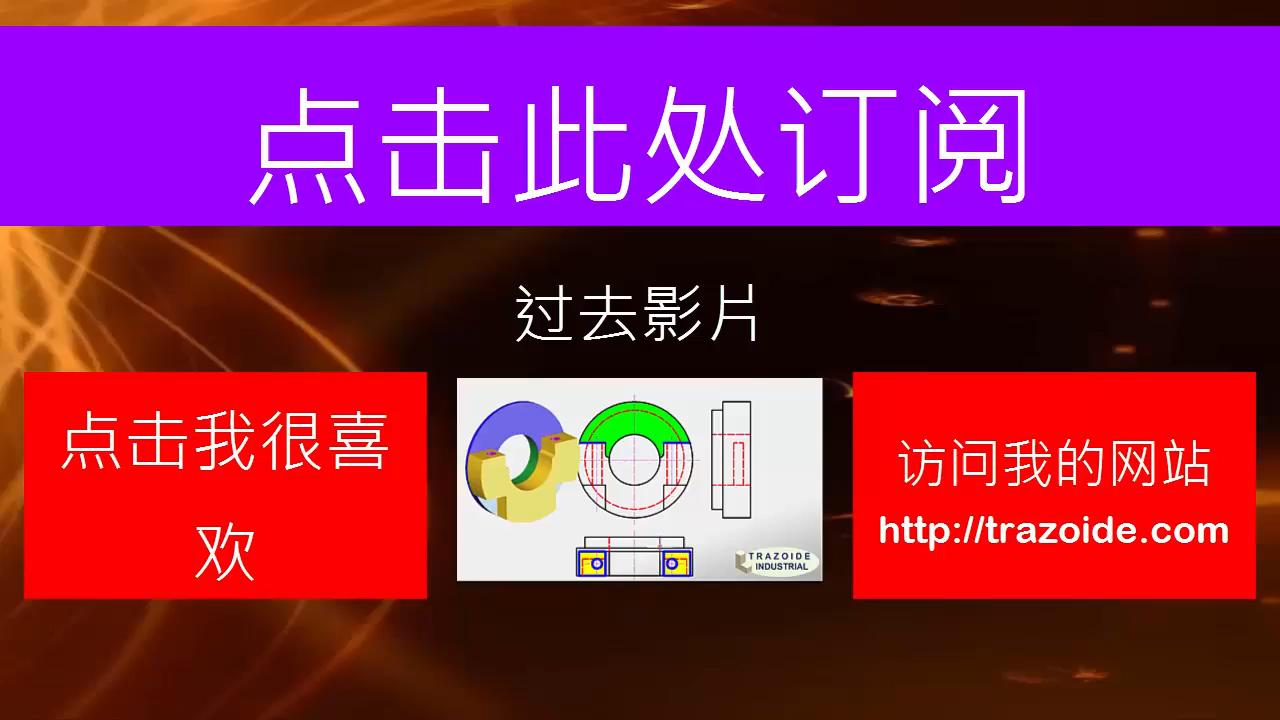 点击此处订阅
过去影片
点击我很喜
欢
TRAZOIDE
INDUSTRIAL
访问我的网站
http://trazoide.com